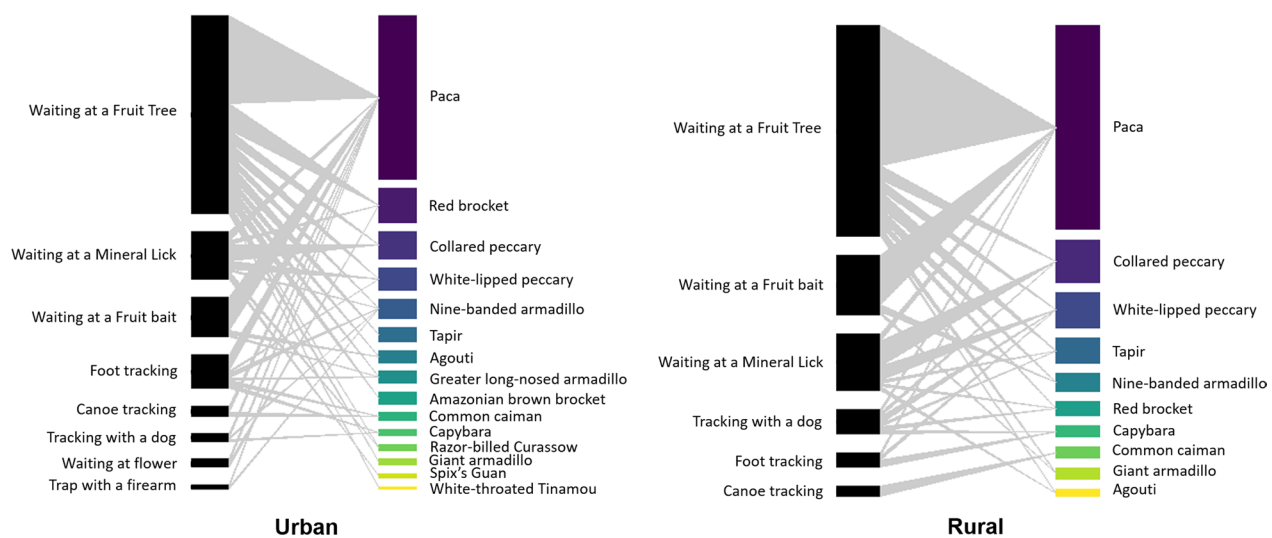 Waiting at a Fruit Tree
Waiting at a Mineral Lick
Waiting at a Fruit bait
Foot tracking
Canoe tracking
Tracking with a dog
Waiting at flower
Trap with a firearm
Paca
Red brocket
Collared peccary
White-lipped peccary
Nine-banded armadillo
Tapir
Agouti
Greater long-nosed armadillo
Amazonian brown brocket
Common caiman
Capybara
Razor-billed Curassow
Giant armadillo
Spix's Guan
White-throated Tinamou
Urban
Waiting at a Fruit Tree
Waiting at a Fruit bait
Waiting at a Mineral Lick
Tracking with a dog
Foot tracking
Canoe tracking
Paca
Collared peccary
White-lipped peccary
Tapir
Nine-banded armadillo
Red brocket
Capybara
Common caiman
Giant armadillo
Agouti
Rural